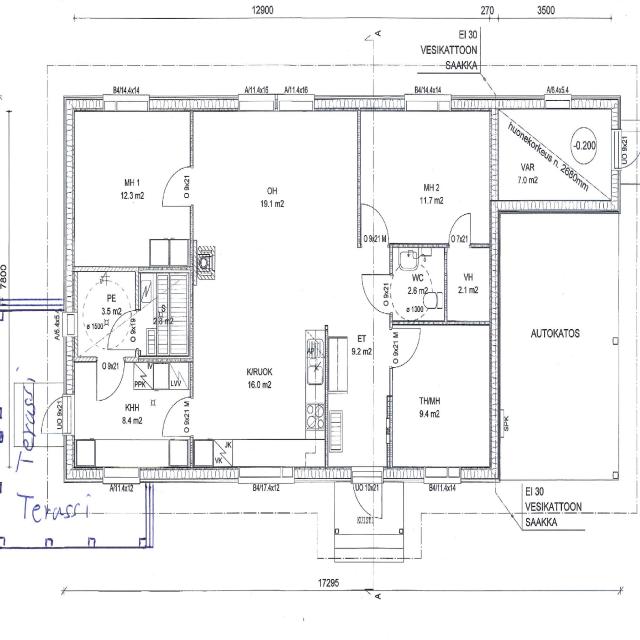 12900
270
3500
A
EI 30
VESIKATTOON
SAAKKA
B4/14.4x14
A/11.4x16
A/11.4x16
B4/14.4x14
A/6.4x5.4
huonekorkeus n. 2680mm
-0.200
UO 9x21
VAR
7.0 m2
MH 1
12.3 m2
O 9x21
OH
19.1 m2
MH 2
11.7 m2
O 9x21 M
O 7x21
7800
PE
3.5 m2
ø 1500
O 9x19
S
A/6.4x5.4
WC
2.6 m2
ø 1300
O 9x21
VH
2.1 m2
AUTOKATOS
ET
9.2 m2
O 9x21 M
APK
K/RUOK
16.0 m2
O 9x21
IV
PPK
LVV
KHH
8.4 m2
O 9x21 M
UO 9x21
TH/MH
9.4 m2
SPK
JK
VK
Terassi
Terassi
A/11.4x12
B4/17.4x12
UO 10x21
B4/11.4x14
EI 30
VESIKATTOON
SAAKKA
17295
A